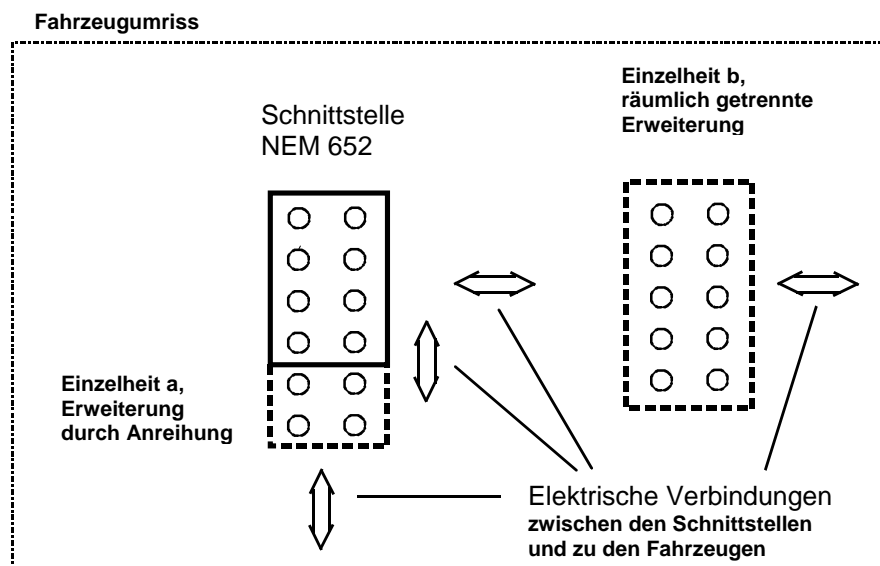 Fahrzeugumriss
Einzelheit b,
räumlich getrennte
Erweiterung
Schnittstelle
NEM 652
Einzelheit a,
Erweiterung
durch Anreihung
Elektrische Verbindungen
zwischen den Schnittstellen
und zu den Fahrzeugen